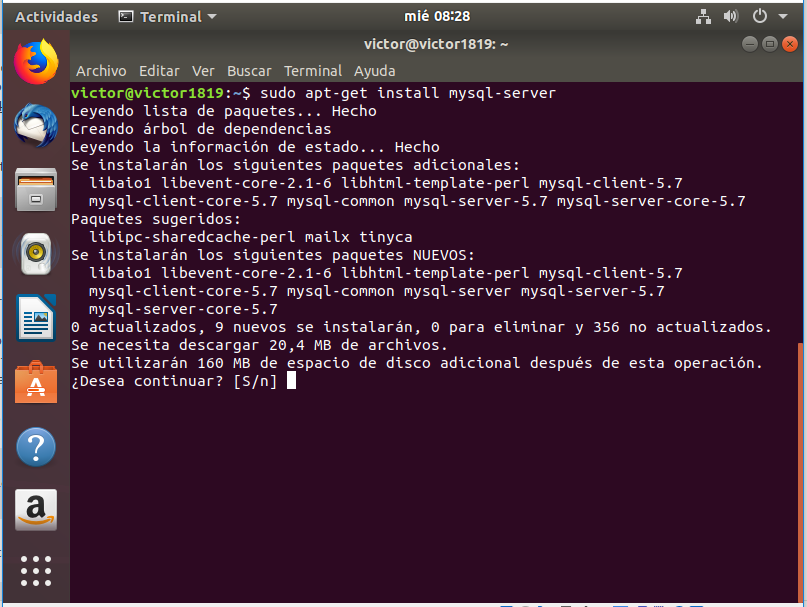 Actividades Terminal mié 08:28
victor@victor1819: ~
Archivo Editar Ver Buscar Terminal Ayuda
victor@victor1819:~$ sudo apt-get install mysql-server
Leyendo lista de paquetes... Hecho
Creando árbol de dependencias
Leyendo la información de estado... Hecho
Se instalarán los siguientes paquetes adicionales:
libaio1 libevent-core-2.1-6 libhtml-template-perl mysql-client-5.7
mysql-client-core-5.7 mysql-common mysql-server-5.7 mysql-server-core-5.7
Paquetes sugeridos:
libipc-sharedcache-perl mailx tinyca
Se instalarán los siguientes paquetes NUEVOS:
libaio1 libevent-core-2.1-6 libhtml-template-perl mysql-client-5.7
mysql-client-core-5.7 mysql-common mysql-server mysql-server-5.7
mysql-server-core-5.7
0 actualizados, 9 nuevos se instalarán, 0 para eliminar y 356 no actualizados.
Se necesita descargar 20,4 MB de archivos.
Se utilizarán 160 MB de espacio de disco adicional después de esta operación.
¿Desea continuar? [S/n]